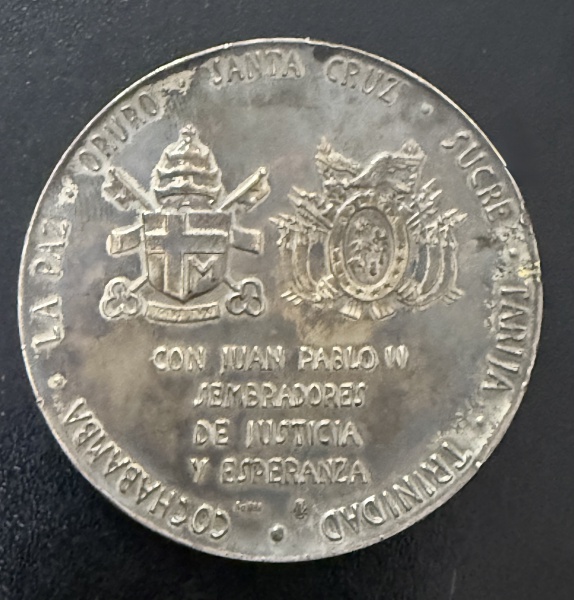 COCHABAMBA · LA PAZ · ORURO · SANTA CRUZ · SUCRE · TARIJA · TRINIDAD ·
M
CON JUAN PABLO II
SEMBRADORES
DE JUSTICIA
Y ESPERANZA